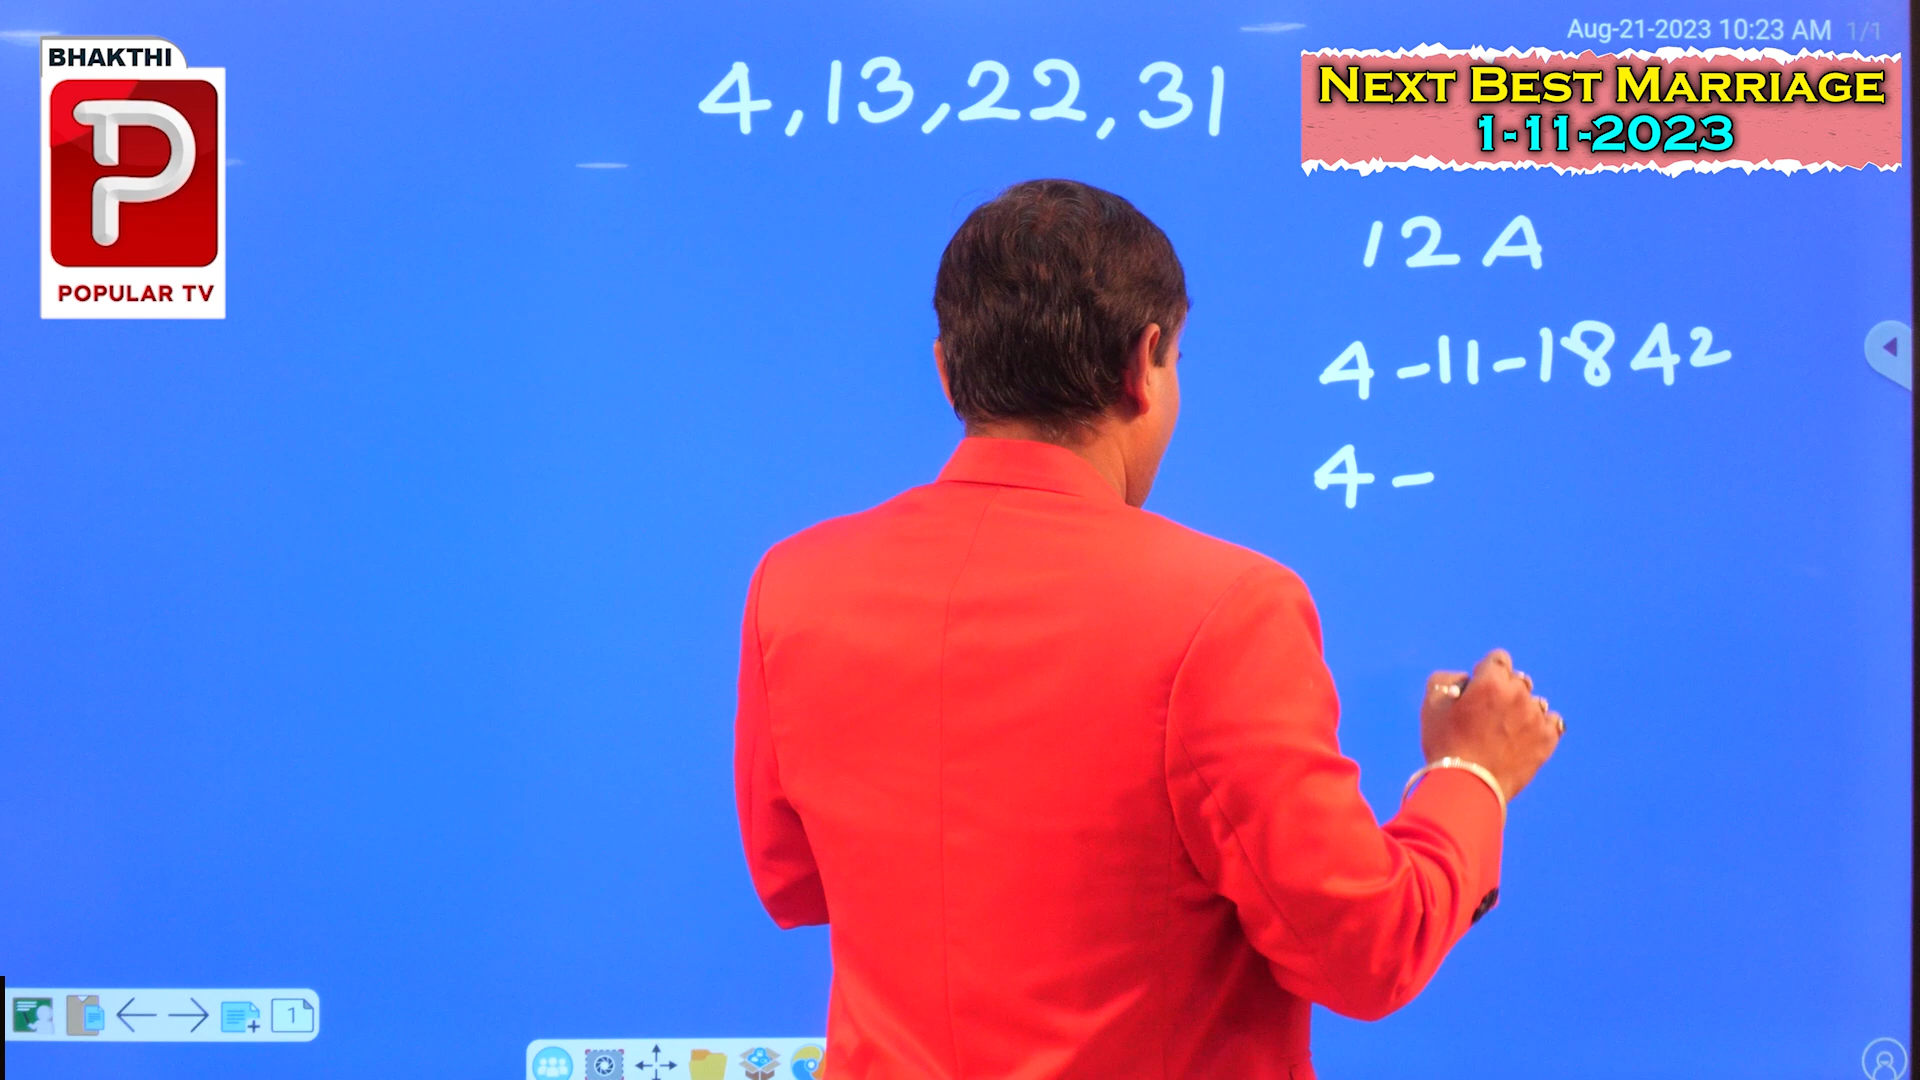 BHAKTHI
POPULAR TV
Aug-21-2023 10:23 AM 1/1
NEXT BEST MARRIAGE
1-11-2023
4, 13, 22, 31
12 A
4-11-1842
4-
1